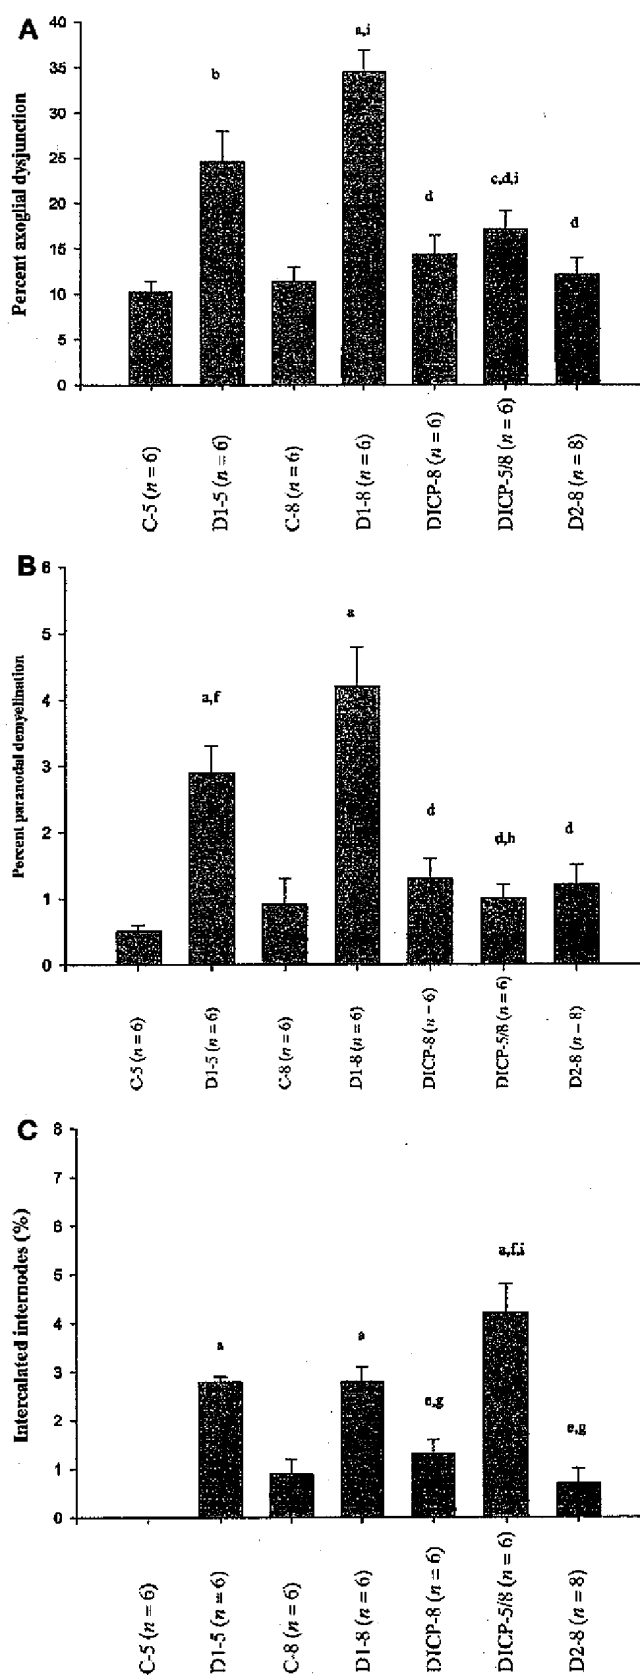 A
Percent axoglial dysjunction
40
35
30
25
20
15
10
5
0
b
a,i
d
c,d,i
d
C-5 (n = 6)
D1-5 (n = 6)
C-8 (n = 6)
D1-8 (n = 6)
DICP-8 (n = 6)
DICP-5/8 (n = 6)
D2-8 (n = 8)
B
Percent paranodal demyelination
6
5
4
3
2
1
0
a,f
a
d
d,h
d
C-5 (n = 6)
D1-5 (n = 6)
C-8 (n = 6)
D1-8 (n = 6)
DICP-8 (n – 6)
DICP-5/8 (n = 6)
D2-8 (n – 8)
C
Intercalated internodes (%)
8
7
6
5
4
3
2
1
0
a
a
e,g
a,f,i
e,g
C-5 (n = 6)
D1-5 (n = 6)
C-8 (n = 6)
D1-8 (n = 6)
DICP-8 (n = 6)
DICP-5/8 (n = 6)
D2-8 (n = 8)